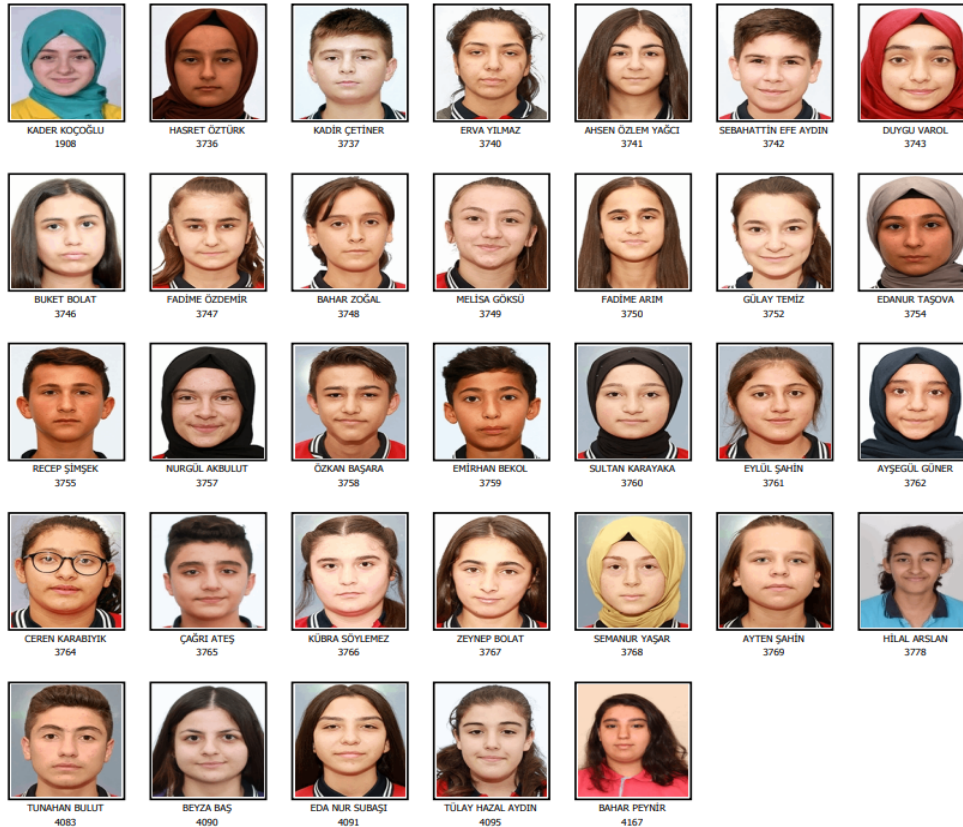 KADER KOÇOĞLU HASRET ÖZTÜRK KADİR ÇETİNER ERVA YILMAZ AHSEN ÖZLEM YAĞCI SEBAHATTİN EFE AYDIN DUYGU VAROL
1908 3736 3737 3740 3741 3742 3743
BUKET BOLAT FADİME ÖZDEMİR BAHAR ZOĞAL MELİSA GÖKSÜ FADİME ARIM GÜLAY TEMİZ EDANUR TAŞOVA
3746 3747 3748 3749 3750 3752 3754
RECEP ŞİMŞEK NURGÜL AKBULUT ÖZKAN BAŞARA EMİRHAN BEKOL SULTAN KARAYAKA EYLÜL ŞAHİN AYŞEGÜL GÜNER
3755 3757 3758 3759 3760 3761 3762
CEREN KARABIYIK ÇAĞRI ATEŞ KÜBRA SÖYLEMEZ ZEYNEP BOLAT SEMANUR YAŞAR AYTEN ŞAHİN HİLAL ARSLAN
3764 3765 3766 3767 3768 3769 3778
TUNAHAN BULUT BEYZA BAŞ EDA NUR SUBAŞI TÜLAY HAZAL AYDIN BAHAR PEYNİR
4083 4090 4091 4095 4167